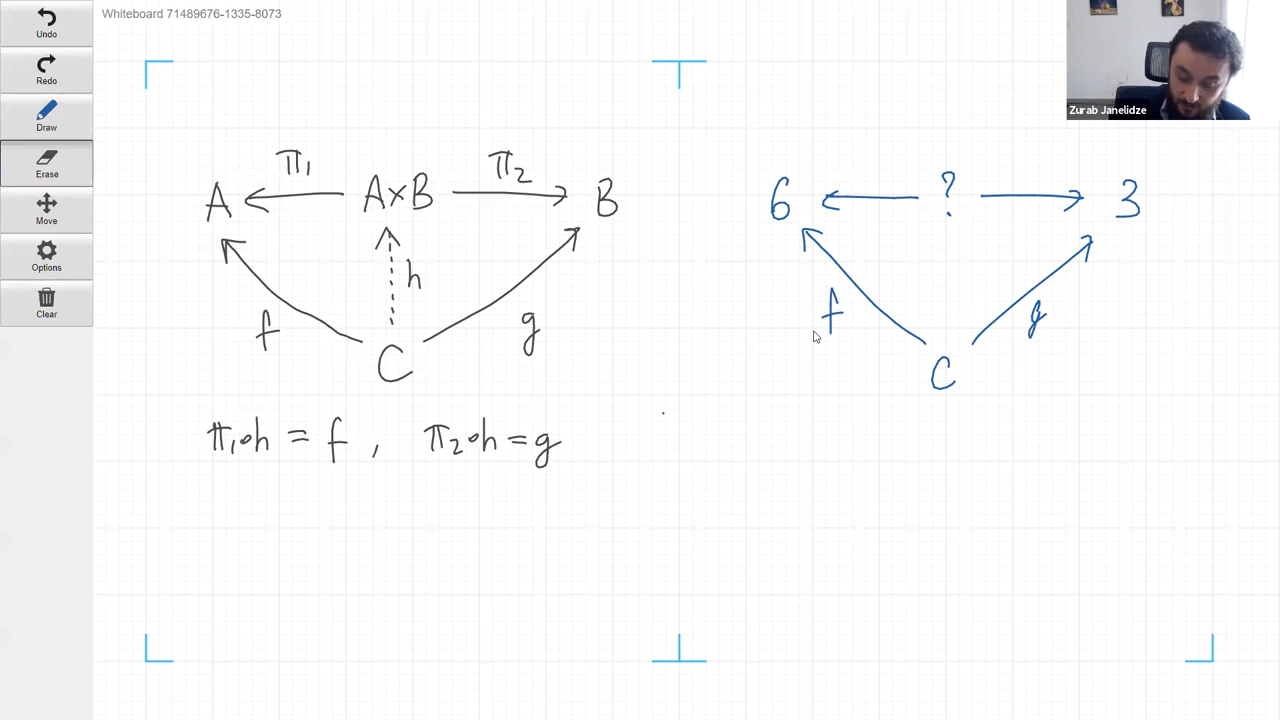 Whiteboard 71489676-1335-8073
Undo
Redo
Draw
Erase
Move
Options
Clear
Zurab Janelidze
π₁ π₂
A A×B B
h
f g
C
π₁∘h = f , π₂∘h = g
6 ? 3
f g
C